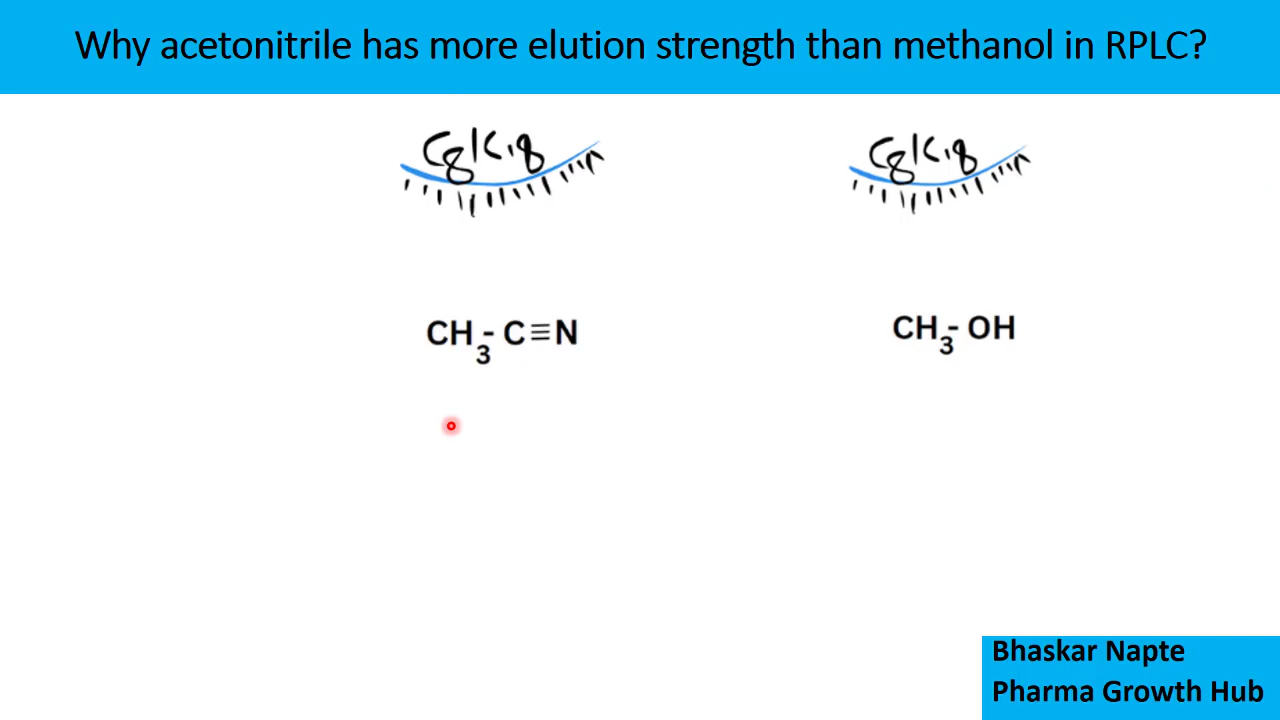 Why acetonitrile has more elution strength than methanol in RPLC?
C8/C18 C8/C18
CH3- C≡N CH3- OH
Bhaskar Napte
Pharma Growth Hub